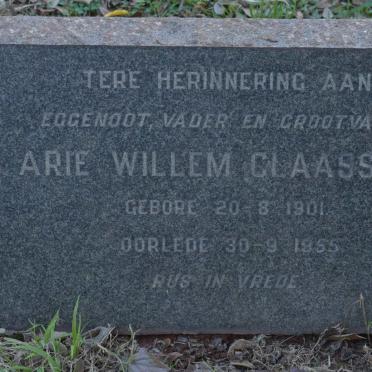 TERE HERINNERING AAN
EGGENOOT, VADER EN GROOTVA
ARIE WILLEM CLAASS
GEBORE 20-8 1901
OORLEDE 30-9 1955
RUS IN VREDE